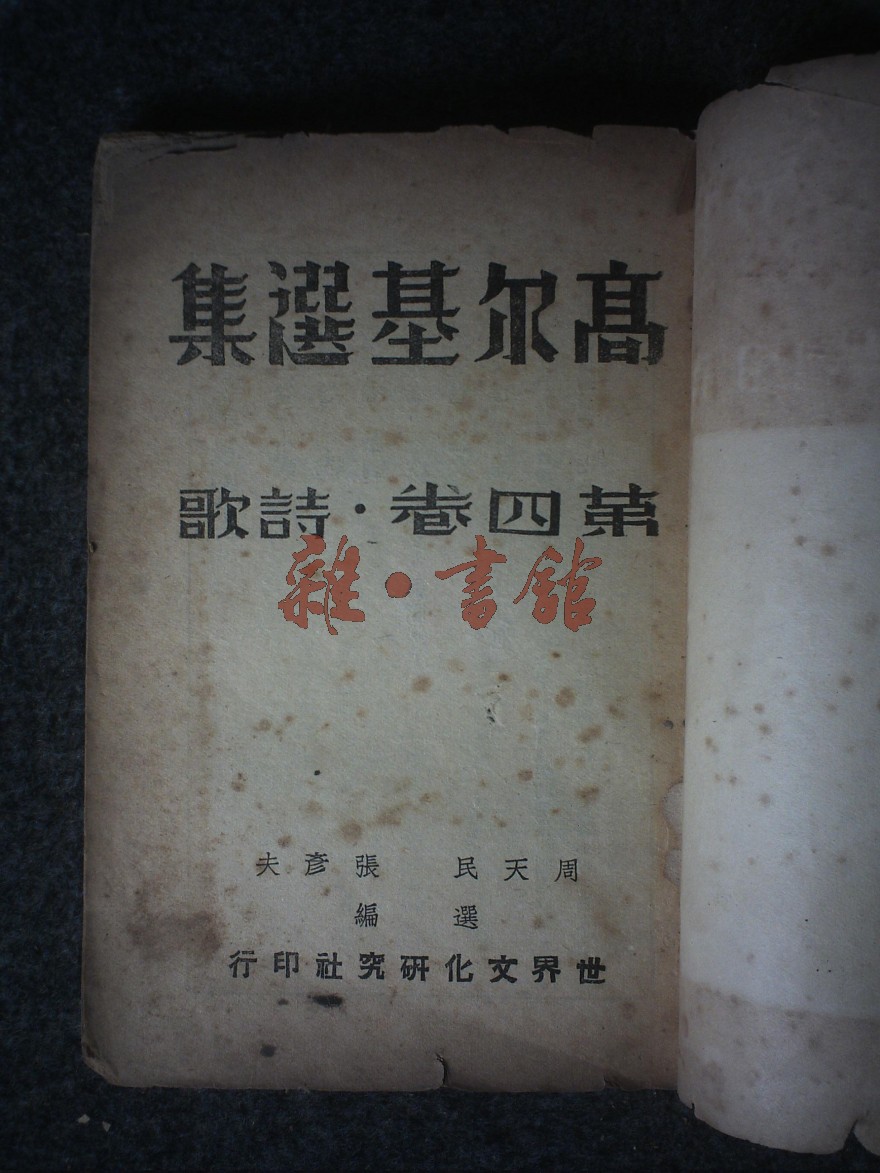 高尔基選集
第四卷·詩歌
雜·書館
周天民 張彥夫
選編
世界文化研究社印行